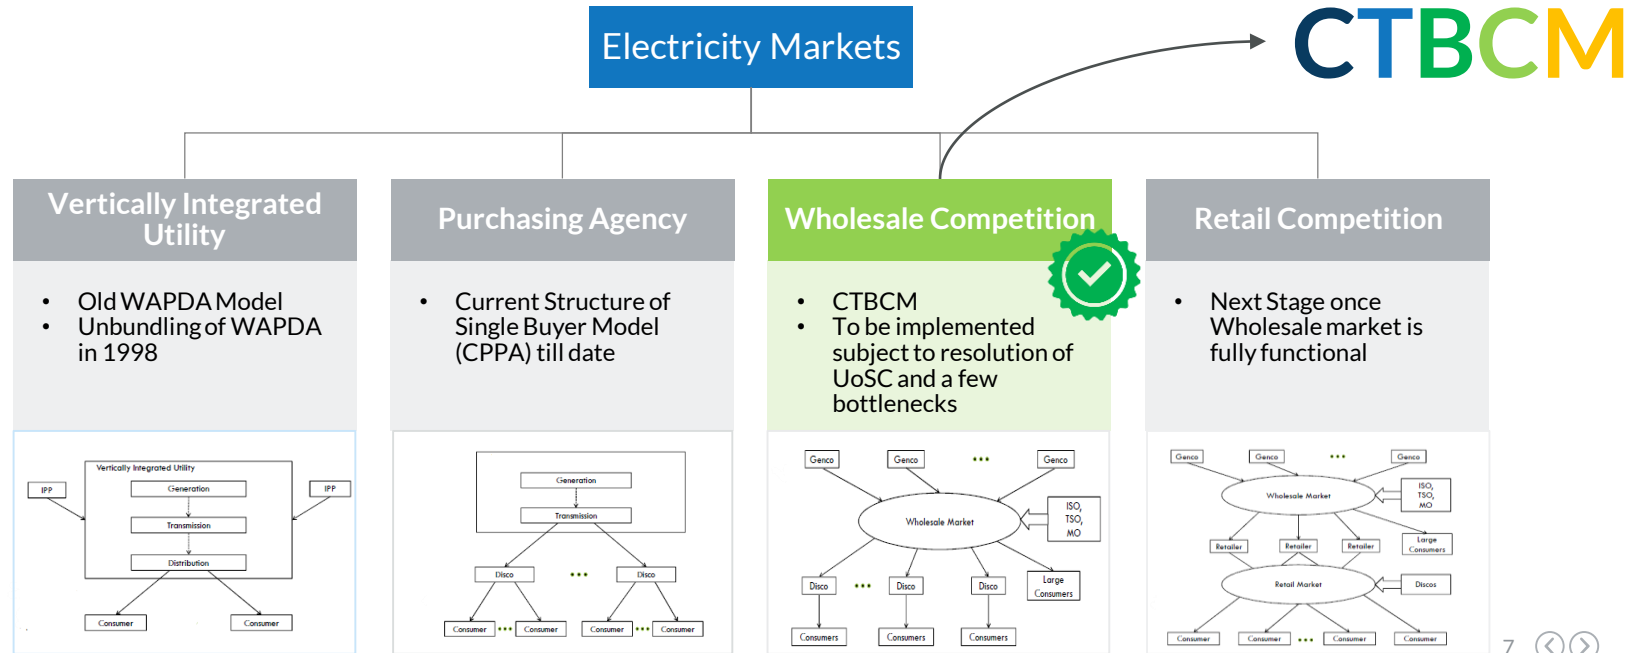 Electricity Markets
CTBCM
Vertically Integrated
Utility
• Old WAPDA Model
• Unbundling of WAPDA
in 1998
Vertically Integrated Utility
IPP
IPP
Generation
Transmission
Distribution
Consumer
Consumer
Purchasing Agency
• Current Structure of
Single Buyer Model
(CPPA) till date
Generation
Transmission
Disco
•••
Disco
Consumer ••• Consumer
Consumer ••• Consumer
Wholesale Competition
• CTBCM
• To be implemented
subject to resolution of
UoSC and a few
bottlenecks
Genco
Genco
•••
Genco
Wholesale Market
ISO,
TSO,
MO
Disco
•••
Disco
•••
Disco
Large
Consumers
Consumers
Consumers
Consumers
Retail Competition
• Next Stage once
Wholesale market is
fully functional
Genco
Genco
•••
Genco
Wholesale Market
ISO,
TSO,
MO
Retailer
Retailer
Retailer
Large
Consumers
Retail Market
Discos
Consumer
Consumer
•••
Consumer
Consumer
7